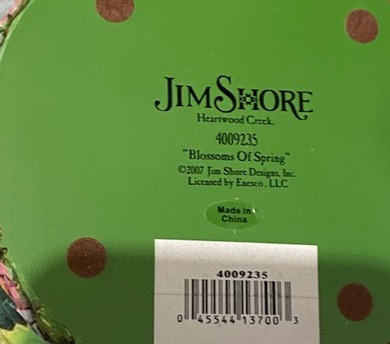 JIM SHORE
Heartwood Creek.
4009235
"Blossoms Of Spring"
©2007 Jim Shore Designs, Inc.
Licensed by Enesco, LLC
Made in
China
4009235
0 45544 13700 3